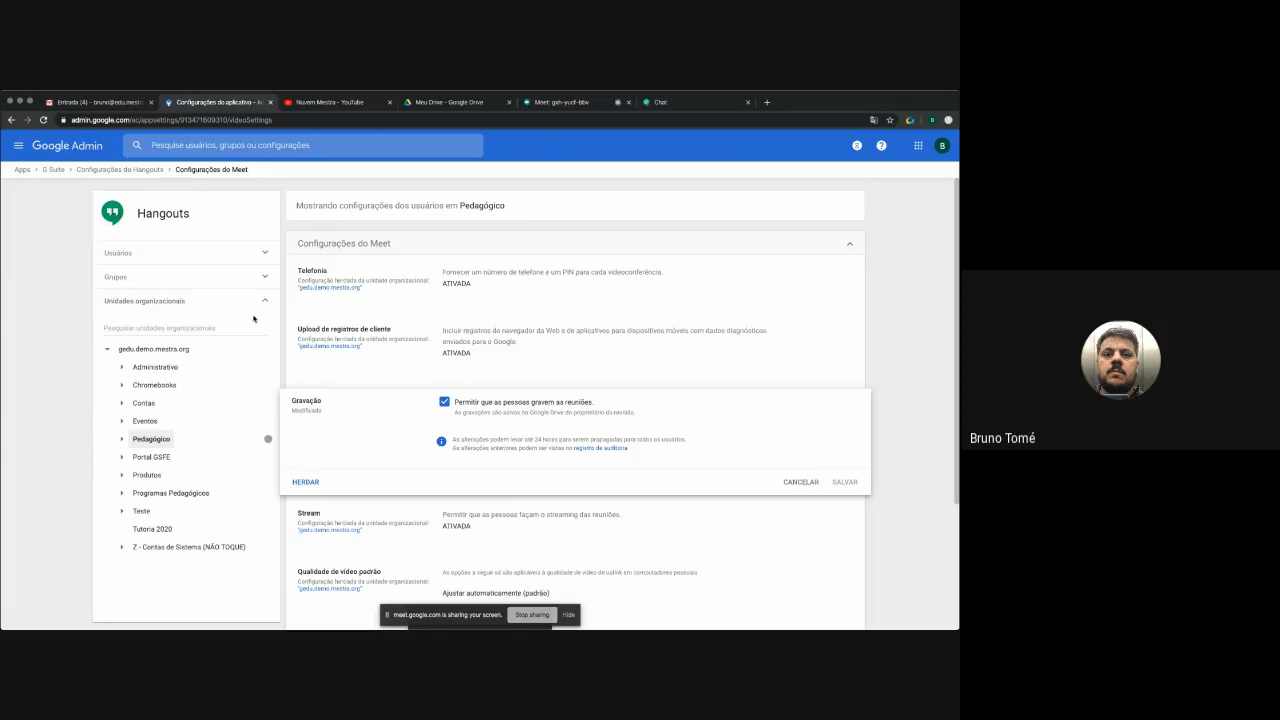 Entrada (4) - bruno@edu.mestr
Configurações do aplicativo - Ad
Nuvem Mestra - YouTube
Meu Drive - Google Drive
Meet: gxh-yucf-bbv
Chat
admin.google.com/ac/appsettings/913471609310/videoSettings
Google Admin
Pesquise usuários, grupos ou configurações
B
Apps > G Suite > Configurações do Hangouts > Configurações do Meet
Hangouts
Usuários
Grupos
Unidades organizacionais
Pesquisar unidades organizacionais
gedu.demo.mestra.org
Administrativo
Chromebooks
Contas
Eventos
Pedagógico
Portal GSFE
Produtos
Programas Pedagógicos
Teste
Tutoria 2020
Z - Contas de Sistema (NÃO TOQUE)
Mostrando configurações dos usuários em Pedagógico
Configurações do Meet
Telefonia
Configuração herdada da unidade organizacional:
"gedu.demo.mestra.org"
Fornecer um número de telefone e um PIN para cada videoconferência.
ATIVADA
Upload de registros de cliente
Configuração herdada da unidade organizacional:
"gedu.demo.mestra.org"
Incluir registros do navegador da Web e de aplicativos para dispositivos móveis com dados diagnósticos
enviados para o Google.
ATIVADA
Gravação
Modificado
Permitir que as pessoas gravem as reuniões.
As gravações são salvas no Google Drive do proprietário da reunião.
As alterações podem levar até 24 horas para serem propagadas para todos os usuários.
As alterações anteriores podem ser vistas no registro de auditoria
HERDAR
CANCELAR
SALVAR
Stream
Configuração herdada da unidade organizacional:
"gedu.demo.mestra.org"
Permitir que as pessoas façam o streaming das reuniões.
ATIVADA
Qualidade de vídeo padrão
Configuração herdada da unidade organizacional:
"gedu.demo.mestra.org"
As opções a seguir só são aplicáveis à qualidade de vídeo de uplink em computadores pessoais
Ajustar automaticamente (padrão)
meet.google.com is sharing your screen.
Stop sharing
Hide
Bruno Tomé